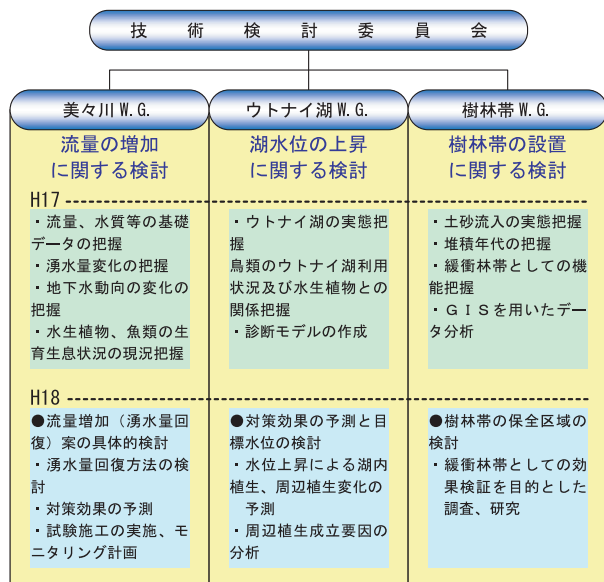 技術検討委員会
美々川 W.G.
流量の増加
に関する検討
ウトナイ湖 W.G.
湖水位の上昇
に関する検討
樹林帯 W.G.
樹林帯の設置
に関する検討
H17
・流量、水質等の基礎
データの把握
・湧水量変化の把握
・地下水動向の変化の
把握
・水生植物、魚類の生
育生息状況の現況把握
・ウトナイ湖の実態把
握
鳥類のウトナイ湖利用
状況及び水生植物との
関係把握
・診断モデルの作成
・土砂流入の実態把握
・堆積年代の把握
・緩衝林帯としての機
能把握
・ＧＩＳを用いたデー
タ分析
H18
●流量増加（湧水量回
復）案の具体的検討
・湧水量回復方法の検
討
・対策効果の予測
・試験施工の実施、モ
ニタリング計画
●対策効果の予測と目
標水位の検討
・水位上昇による湖内
植生、周辺植生変化の
予測
・周辺植生成立要因の
分析
●樹林帯の保全区域の
検討
・緩衝林帯としての効
果検証を目的とした
調査、研究